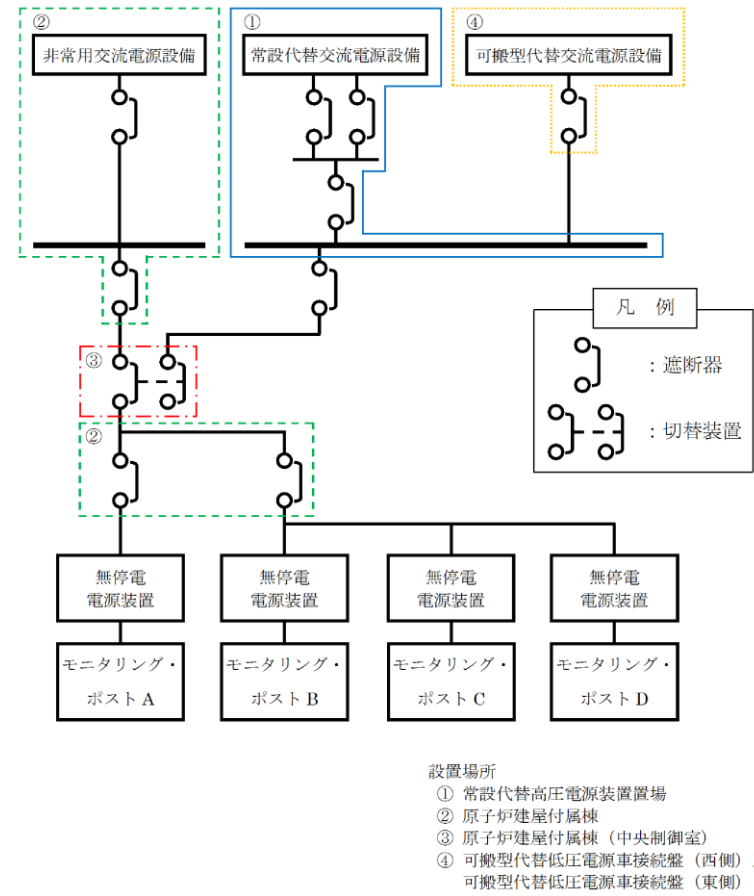 ② ① ④
非常用交流電源設備 常設代替交流電源設備 可搬型代替交流電源設備
凡 例
：遮断器
：切替装置
③
②
無停電
電源装置
無停電
電源装置
無停電
電源装置
無停電
電源装置
モニタリング・
ポスト A
モニタリング・
ポスト B
モニタリング・
ポスト C
モニタリング・
ポスト D
設置場所
① 常設代替高圧電源装置置場
② 原子炉建屋付属棟
③ 原子炉建屋付属棟（中央制御室）
④ 可搬型代替低圧電源車接続盤（西側）
可搬型代替低圧電源車接続盤（東側）